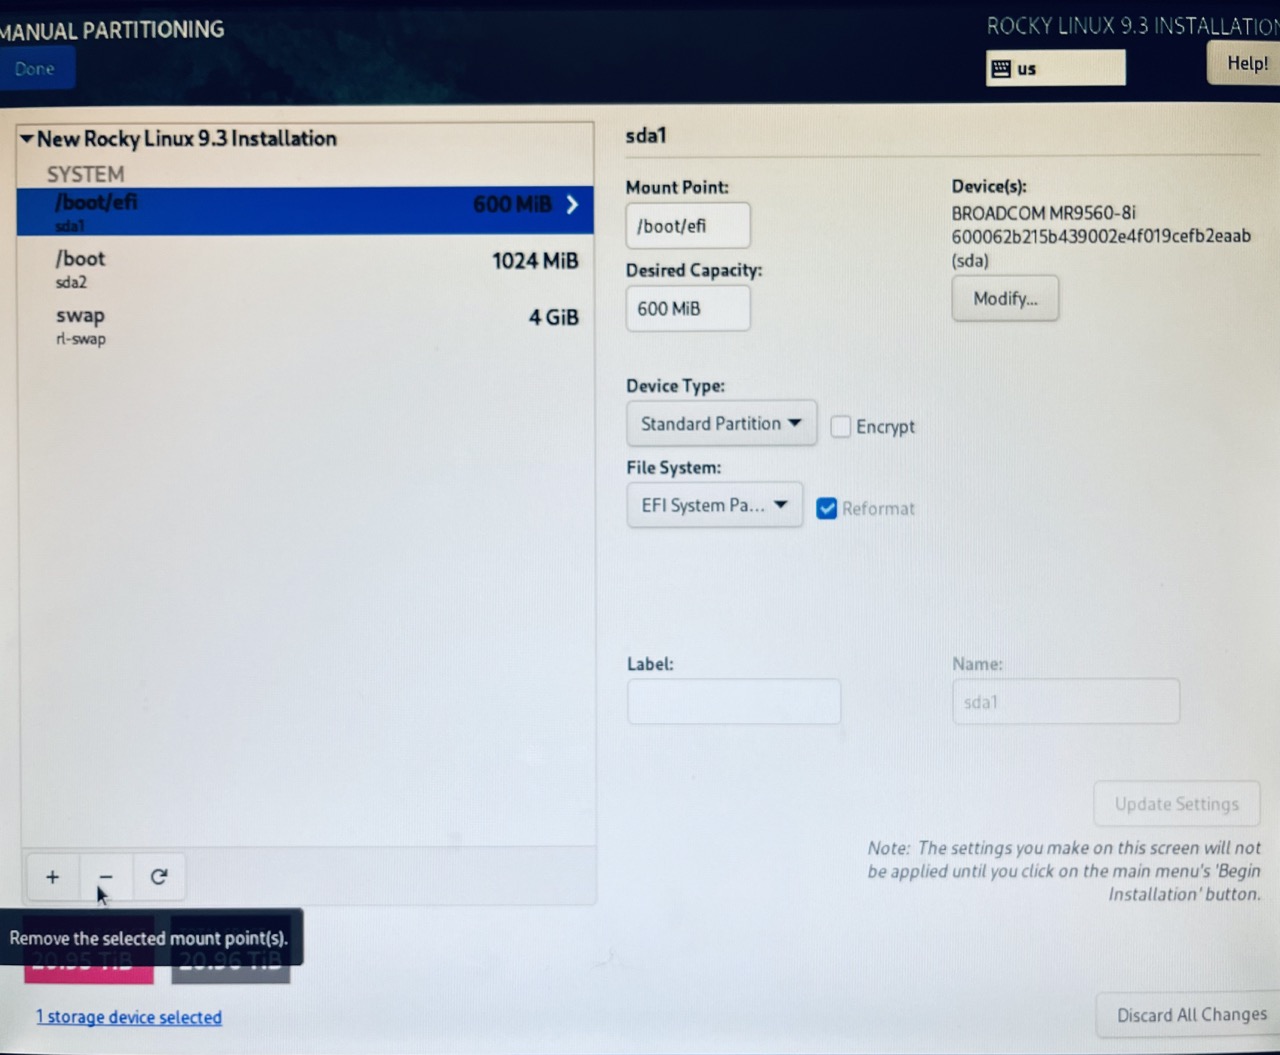 MANUAL PARTITIONING
ROCKY LINUX 9.3 INSTALLATION
Done
us
Help!
New Rocky Linux 9.3 Installation
SYSTEM
/boot/efi
600 MiB
sda1
/boot
1024 MiB
sda2
swap
4 GiB
rl-swap
sda1
Mount Point:
/boot/efi
Desired Capacity:
600 MiB
Device(s):
BROADCOM MR9560-8i
600062b215b439002e4f019cefb2eaab
(sda)
Modify...
Device Type:
Standard Partition
Encrypt
File System:
EFI System Pa...
Reformat
Label:
Name:
sda1
Update Settings
Note: The settings you make on this screen will not
be applied until you click on the main menu's 'Begin
Installation' button.
+ −
Remove the selected mount point(s).
20.95 TiB
20.96 TiB
1 storage device selected
Discard All Changes